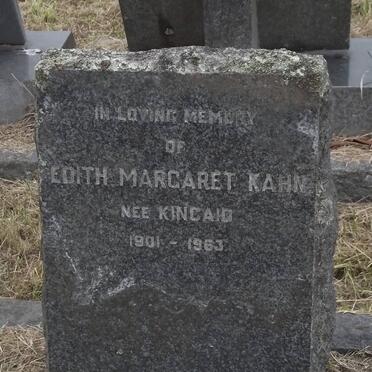 IN LOVING MEMORY
OF
EDITH MARGARET KAHN
NEE KINCAID
1901 - 1963